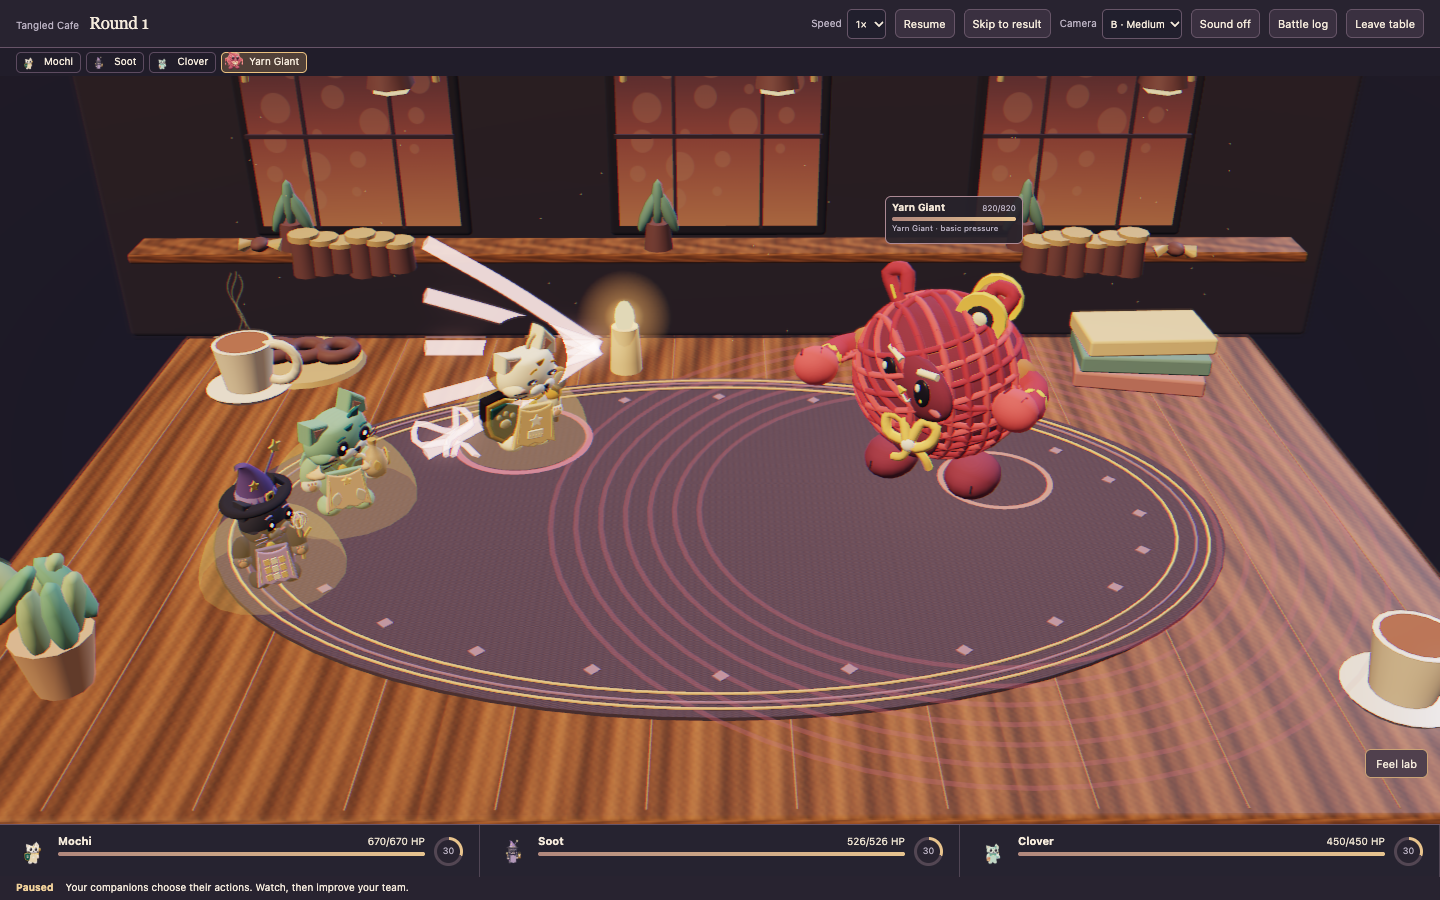 Tangled Cafe Round 1
Speed 1x Resume Skip to result Camera B · Medium Sound off Battle log Leave table
Mochi Soot Clover Yarn Giant
Yarn Giant 820/820
Yarn Giant · basic pressure
Feel lab
Mochi 670/670 HP 30
Soot 526/526 HP 30
Clover 450/450 HP 30
Paused Your companions choose their actions. Watch, then improve your team.